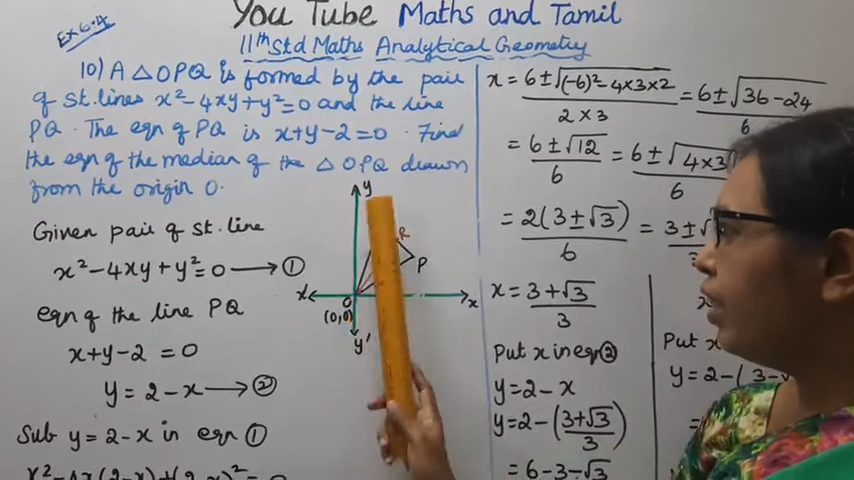 You Tube Maths and Tamil
Ex 6.4
11th Std Maths Analytical Geometry
10) A △OPQ is formed by the pair
of St. lines x²-4xy+y²=0 and the line
PQ. The eqn of PQ is x+y-2=0. Find
the eqn of the median of the △ OPQ drawn
from the origin O.
Given pair of st. line
x²-4xy+y²=0 → ①
eqn of the line PQ
x+y-2=0
y=2-x → ②
Sub y=2-x in eqn ①
y
R
P
x'
O
x
(0,0)
y'
x = 6±√(-6)²-4×3×2 / 2×3 = 6±√36-24 / 6
= 6±√12 / 6 = 6±√4×3 / 6
= 2(3±√3) / 6 = 3±√
x = 3+√3 / 3
Put x in eqn ②
y=2-x
y=2-(3+√3 / 3)
= 6-3-√3
Put x
y=2-(3-√